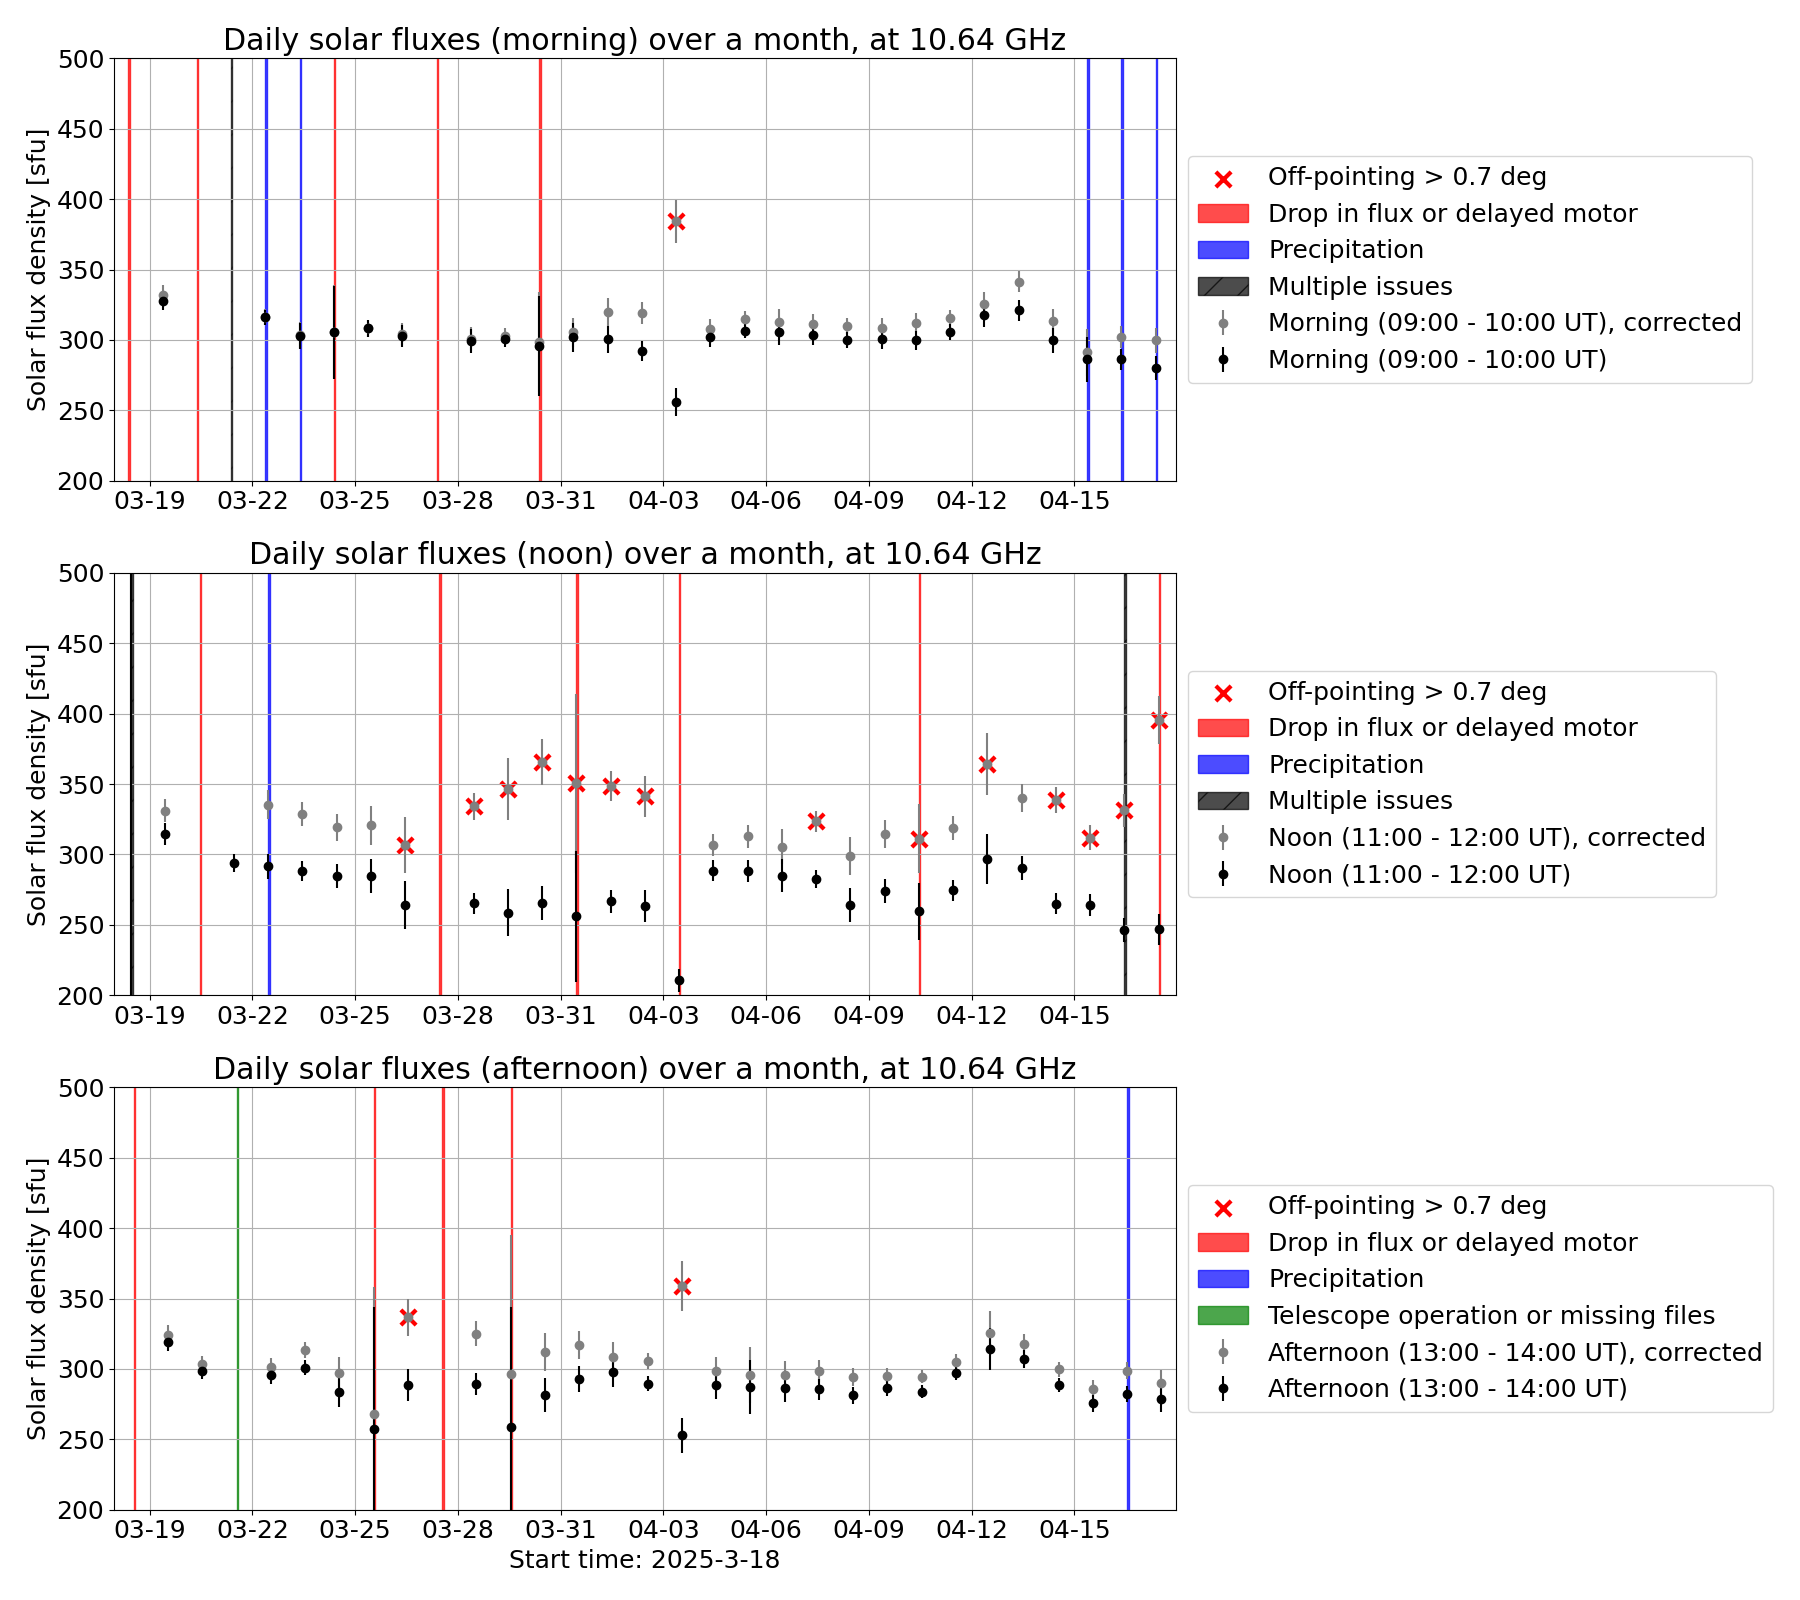 Daily solar fluxes (morning) over a month, at 10.64 GHz
Solar flux density [sfu]
500
450
400
350
300
250
200
03-19 03-22 03-25 03-28 03-31 04-03 04-06 04-09 04-12 04-15
Off-pointing > 0.7 deg
Drop in flux or delayed motor
Precipitation
Multiple issues
Morning (09:00 - 10:00 UT), corrected
Morning (09:00 - 10:00 UT)
Daily solar fluxes (noon) over a month, at 10.64 GHz
Solar flux density [sfu]
500
450
400
350
300
250
200
03-19 03-22 03-25 03-28 03-31 04-03 04-06 04-09 04-12 04-15
Off-pointing > 0.7 deg
Drop in flux or delayed motor
Precipitation
Multiple issues
Noon (11:00 - 12:00 UT), corrected
Noon (11:00 - 12:00 UT)
Daily solar fluxes (afternoon) over a month, at 10.64 GHz
Solar flux density [sfu]
500
450
400
350
300
250
200
03-19 03-22 03-25 03-28 03-31 04-03 04-06 04-09 04-12 04-15
Start time: 2025-3-18
Off-pointing > 0.7 deg
Drop in flux or delayed motor
Precipitation
Telescope operation or missing files
Afternoon (13:00 - 14:00 UT), corrected
Afternoon (13:00 - 14:00 UT)